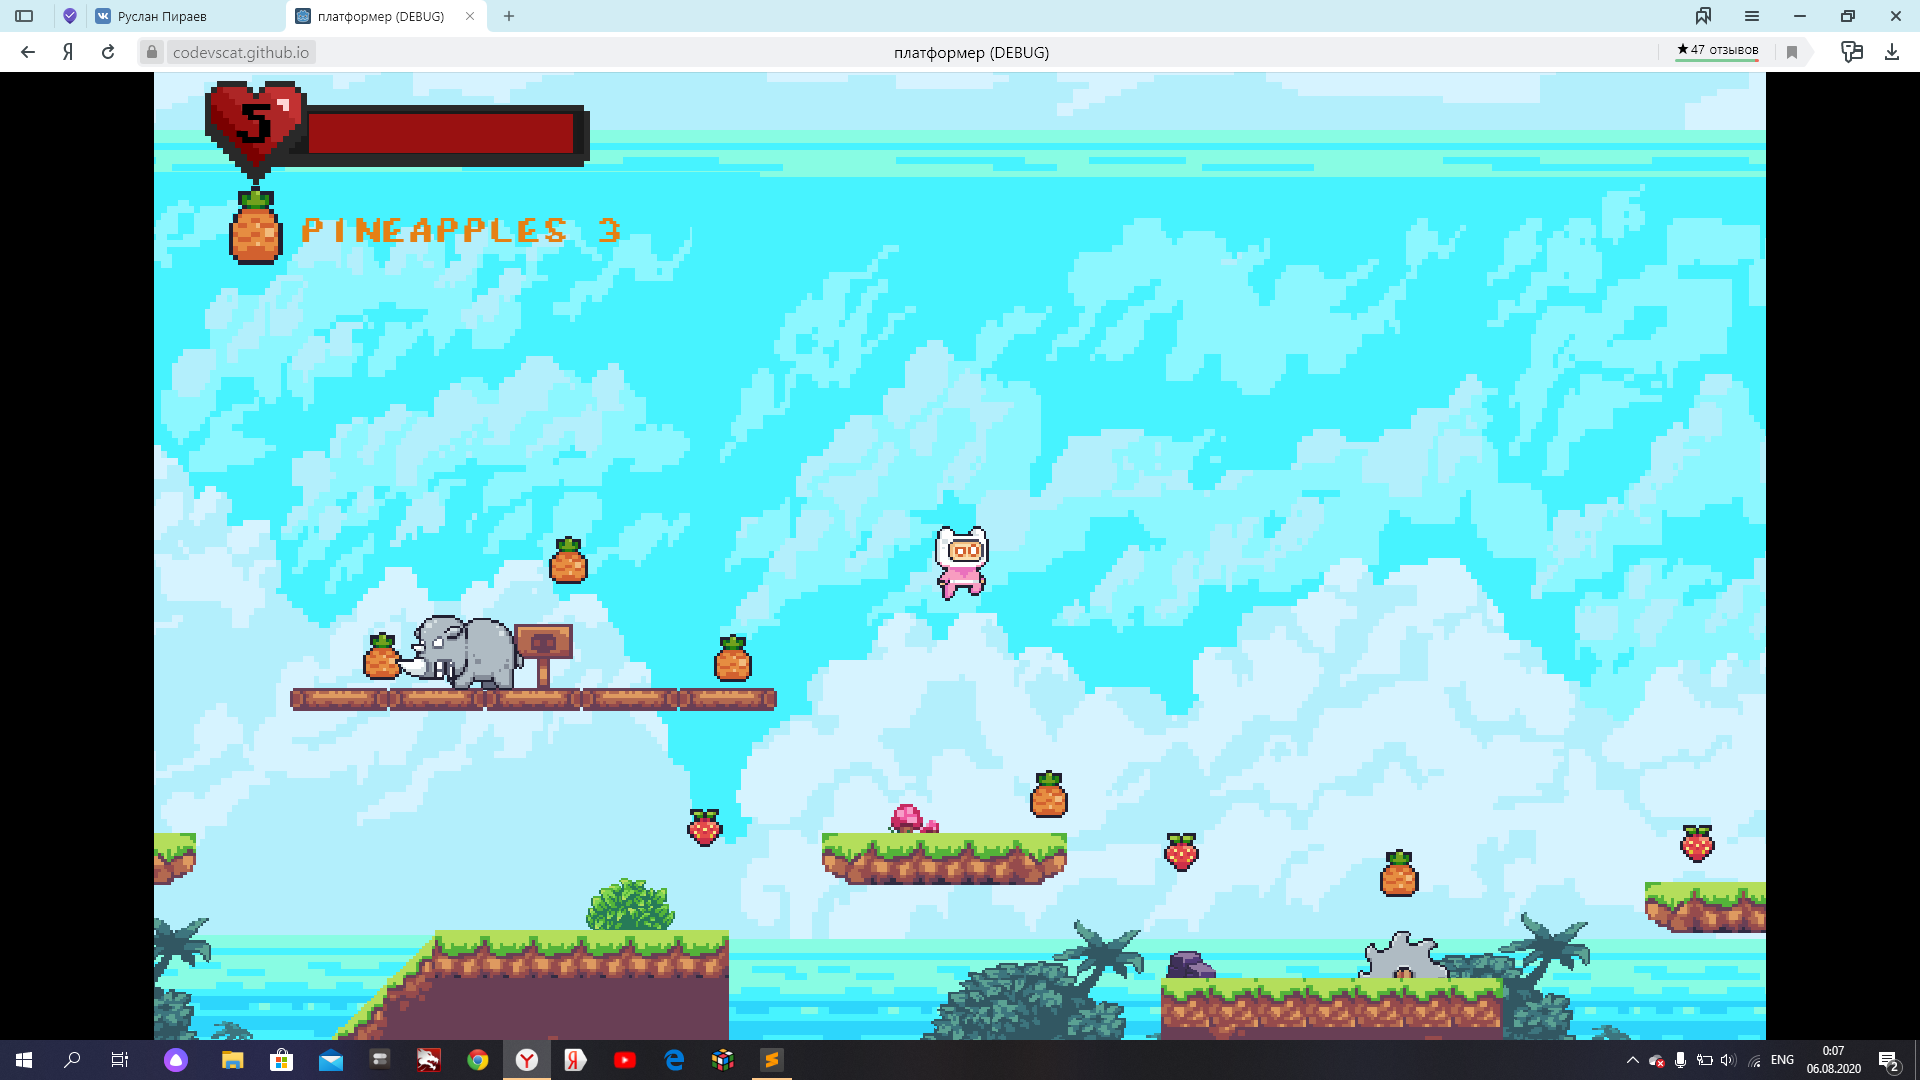 Руслан Пираев
платформер (DEBUG)
codevscat.github.io
платформер (DEBUG)
★47 отзывов
5
PINEAPPLES 3
ENG
0:07
06.08.2020
2